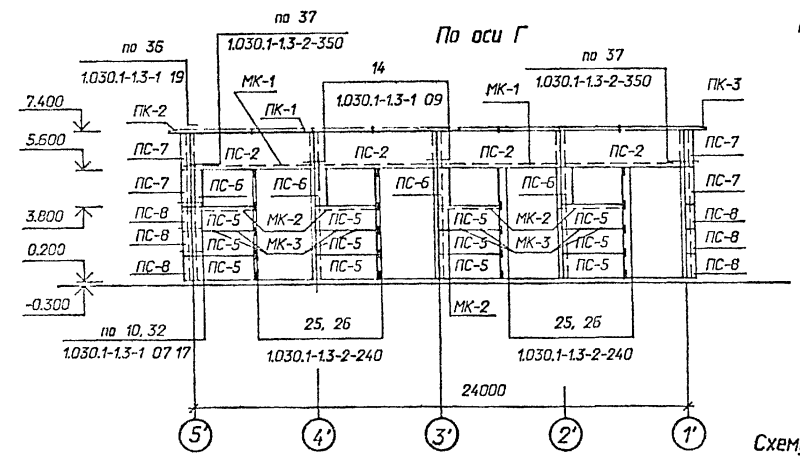 По оси Г
по 37
1.030.1-1.3-2-350
по 36
1.030.1-1.3-1 19
МК-1
14
1.030.1-1.3-1 09
МК-1
по 37
1.030.1-1.3-2-350
ПК-3
7.400
ПК-2
ПК-1
5.600
ПС-7 ПС-2 ПС-2 ПС-2 ПС-2 ПС-7
ПС-7 ПС-6 ПС-6 ПС-6 ПС-6 ПС-7
3.800
ПС-8 ПС-5 МК-2 ПС-5 ПС-5 МК-2 ПС-5 ПС-8
ПС-8 ПС-5 МК-3 ПС-5 ПС-5 МК-3 ПС-5 ПС-8
0.200
ПС-8 ПС-5 ПС-5 ПС-5 ПС-5 ПС-8
-0.300
МК-2
по 10, 32
1.030.1-1.3-1 07 17
25, 26
1.030.1-1.3-2-240
25, 26
1.030.1-1.3-2-240
24000
5' 4' 3' 2' 1'
Схем